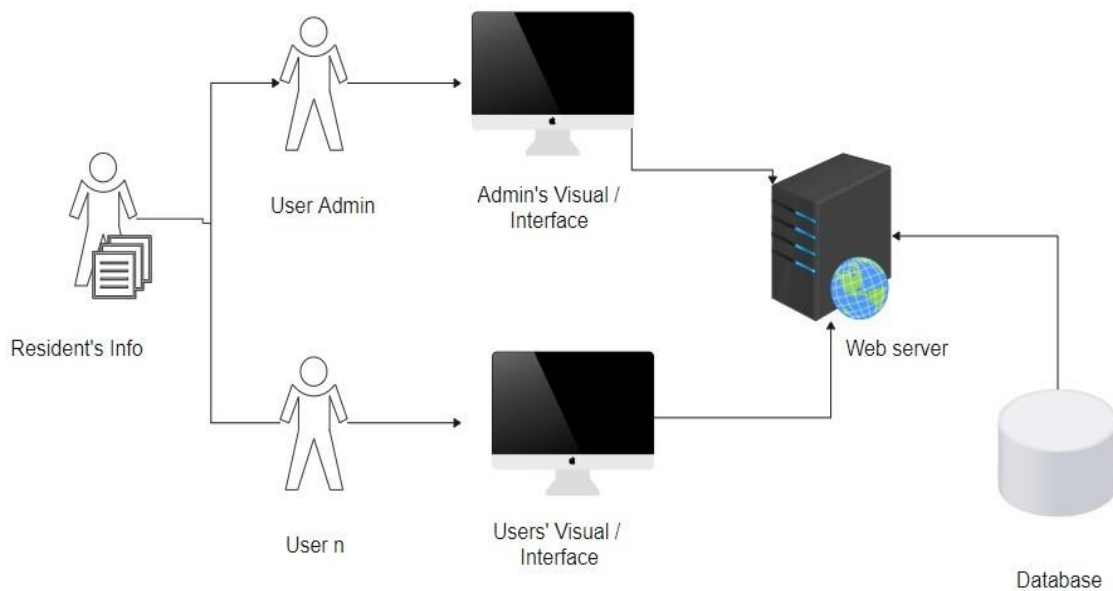 User Admin
Admin's Visual /
Interface
Resident's Info
Web server
User n
Users' Visual /
Interface
Database